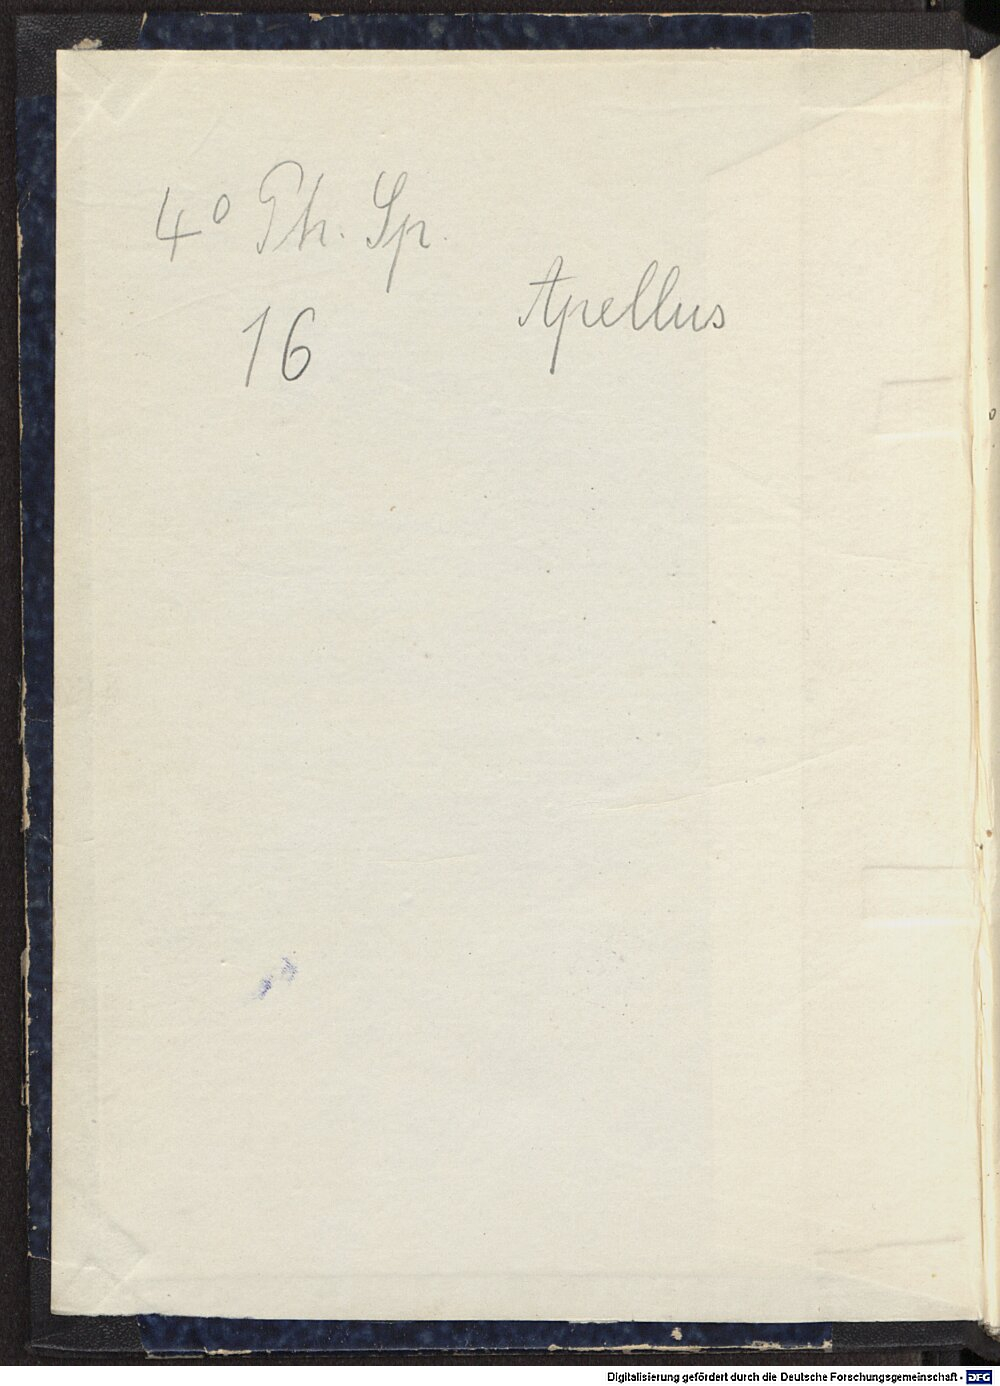 4° Ph. Sp.
16
Apellus
Digitalisierung gefördert durch die Deutsche Forschungsgemeinschaft - DFG